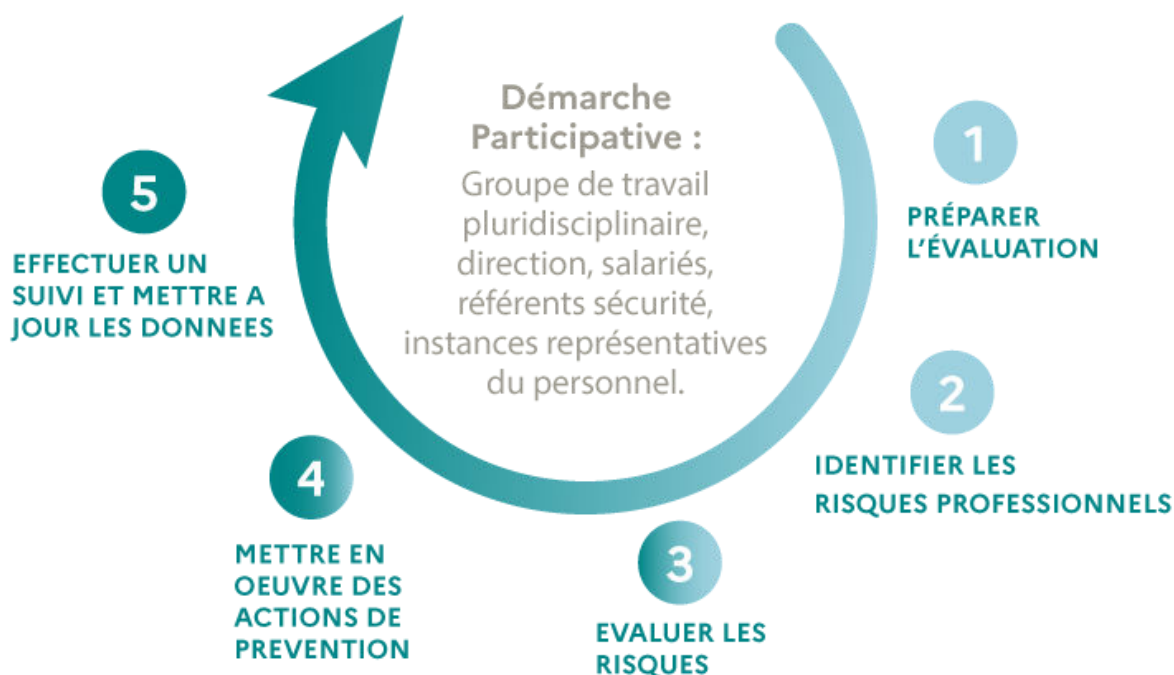 Démarche
Participative :
Groupe de travail
pluridisciplinaire,
direction, salariés,
référents sécurité,
instances représentatives
du personnel.
1
PRÉPARER
L'ÉVALUATION
2
IDENTIFIER LES
RISQUES PROFESSIONNELS
3
EVALUER LES
RISQUES
4
METTRE EN
OEUVRE DES
ACTIONS DE
PREVENTION
5
EFFECTUER UN
SUIVI ET METTRE A
JOUR LES DONNEES